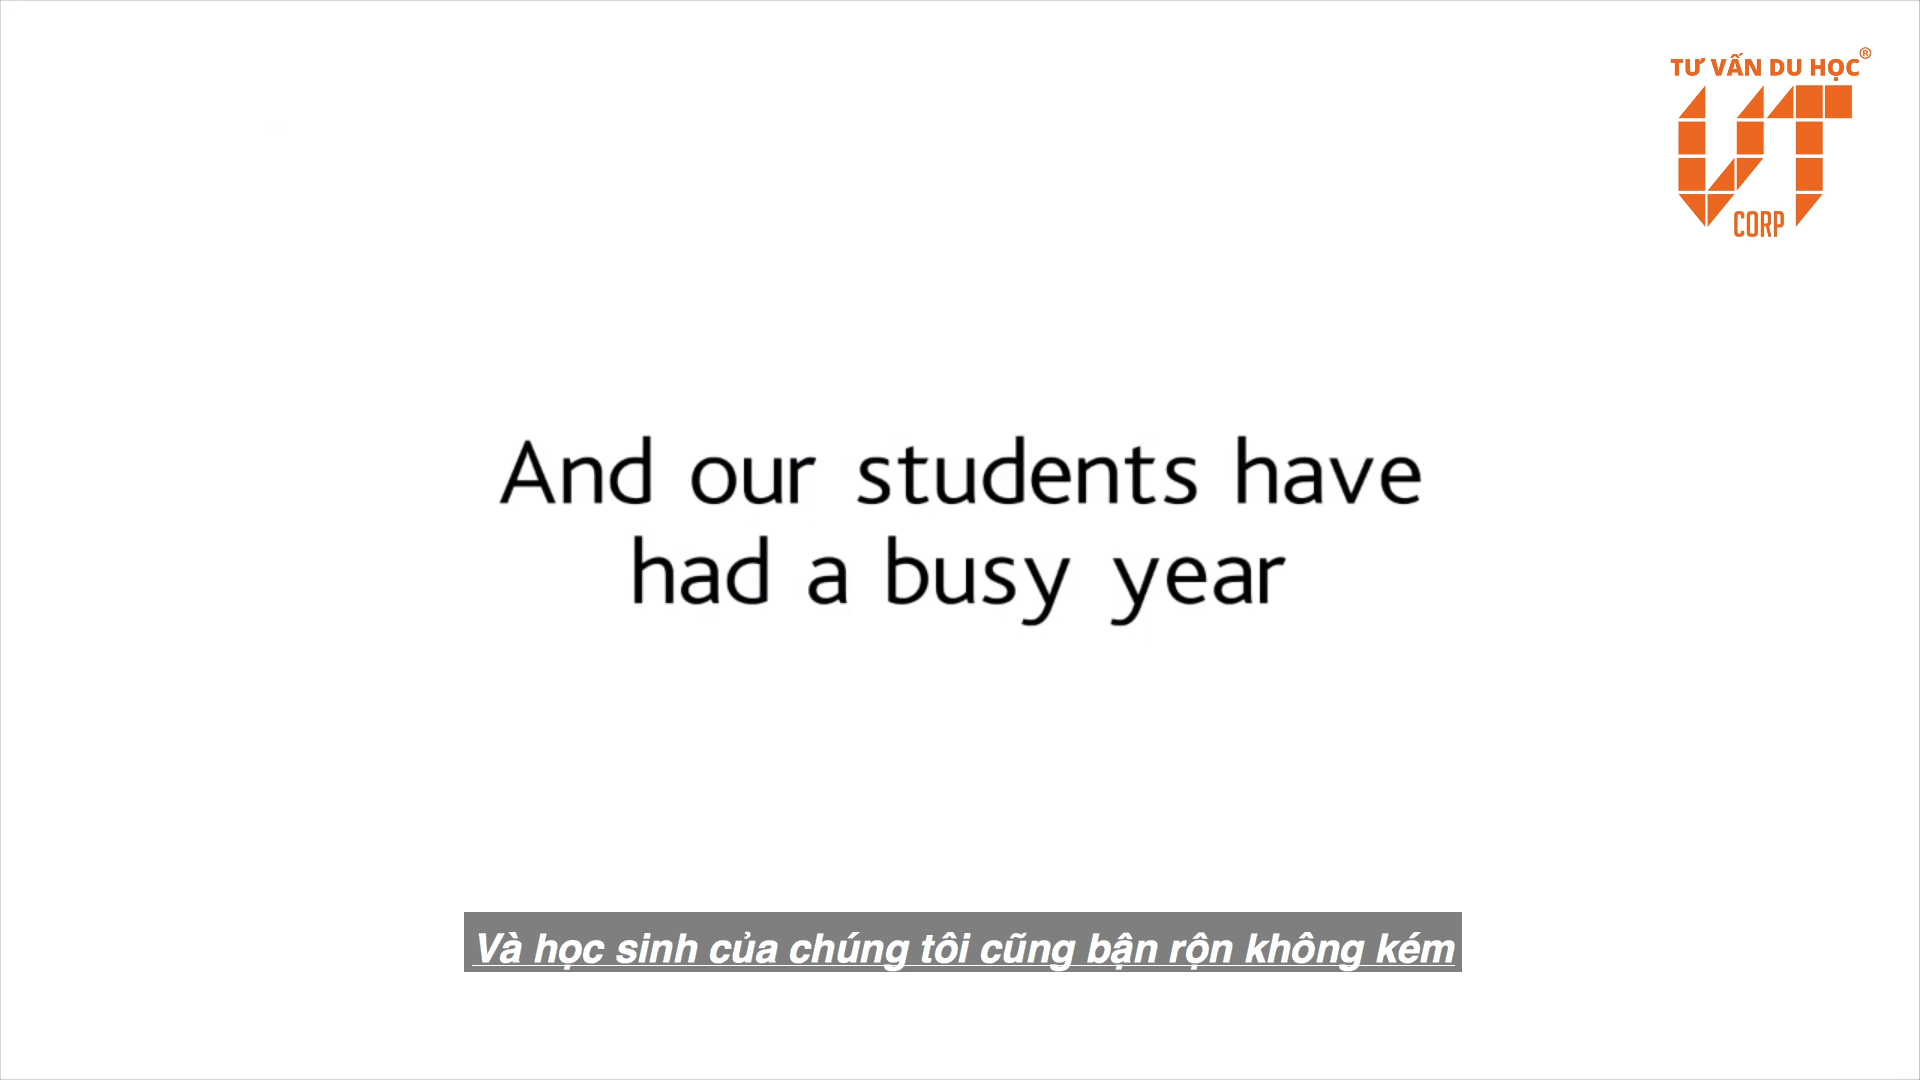 TƯ VẤN DU HỌC®
VT
CORP
And our students have
had a busy year
Và học sinh của chúng tôi cũng bận rộn không kém